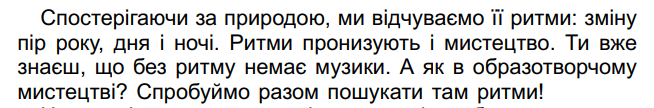 Спостерігаючи за природою, ми відчуваємо її ритми: зміну
пір року, дня і ночі. Ритми пронизують і мистецтво. Ти вже
знаєш, що без ритму немає музики. А як в образотворчому
мистецтві? Спробуймо разом пошукати там ритми!